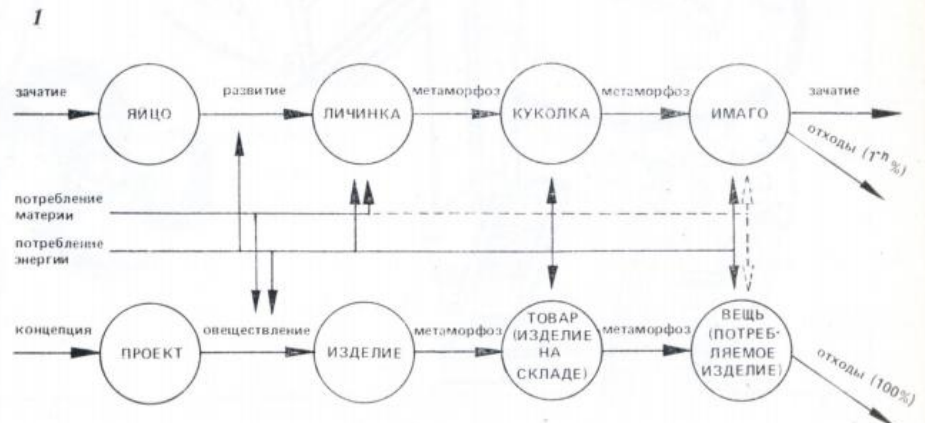 1
зачатие
ЯЙЦО
развитие
ЛИЧИНКА
метаморфоз
КУКОЛКА
метаморфоз
ИМАГО
зачатие
отходы (1⁻ⁿ%)
потребление
материи
потребление
энергии
концепция
ПРОЕКТ
овеществление
ИЗДЕЛИЕ
метаморфоз
ТОВАР
(ИЗДЕЛИЕ
НА
СКЛАДЕ)
метаморфоз
ВЕЩЬ
(ПОТРЕБ-
ЛЯЕМОЕ
ИЗДЕЛИЕ)
отходы (100%)